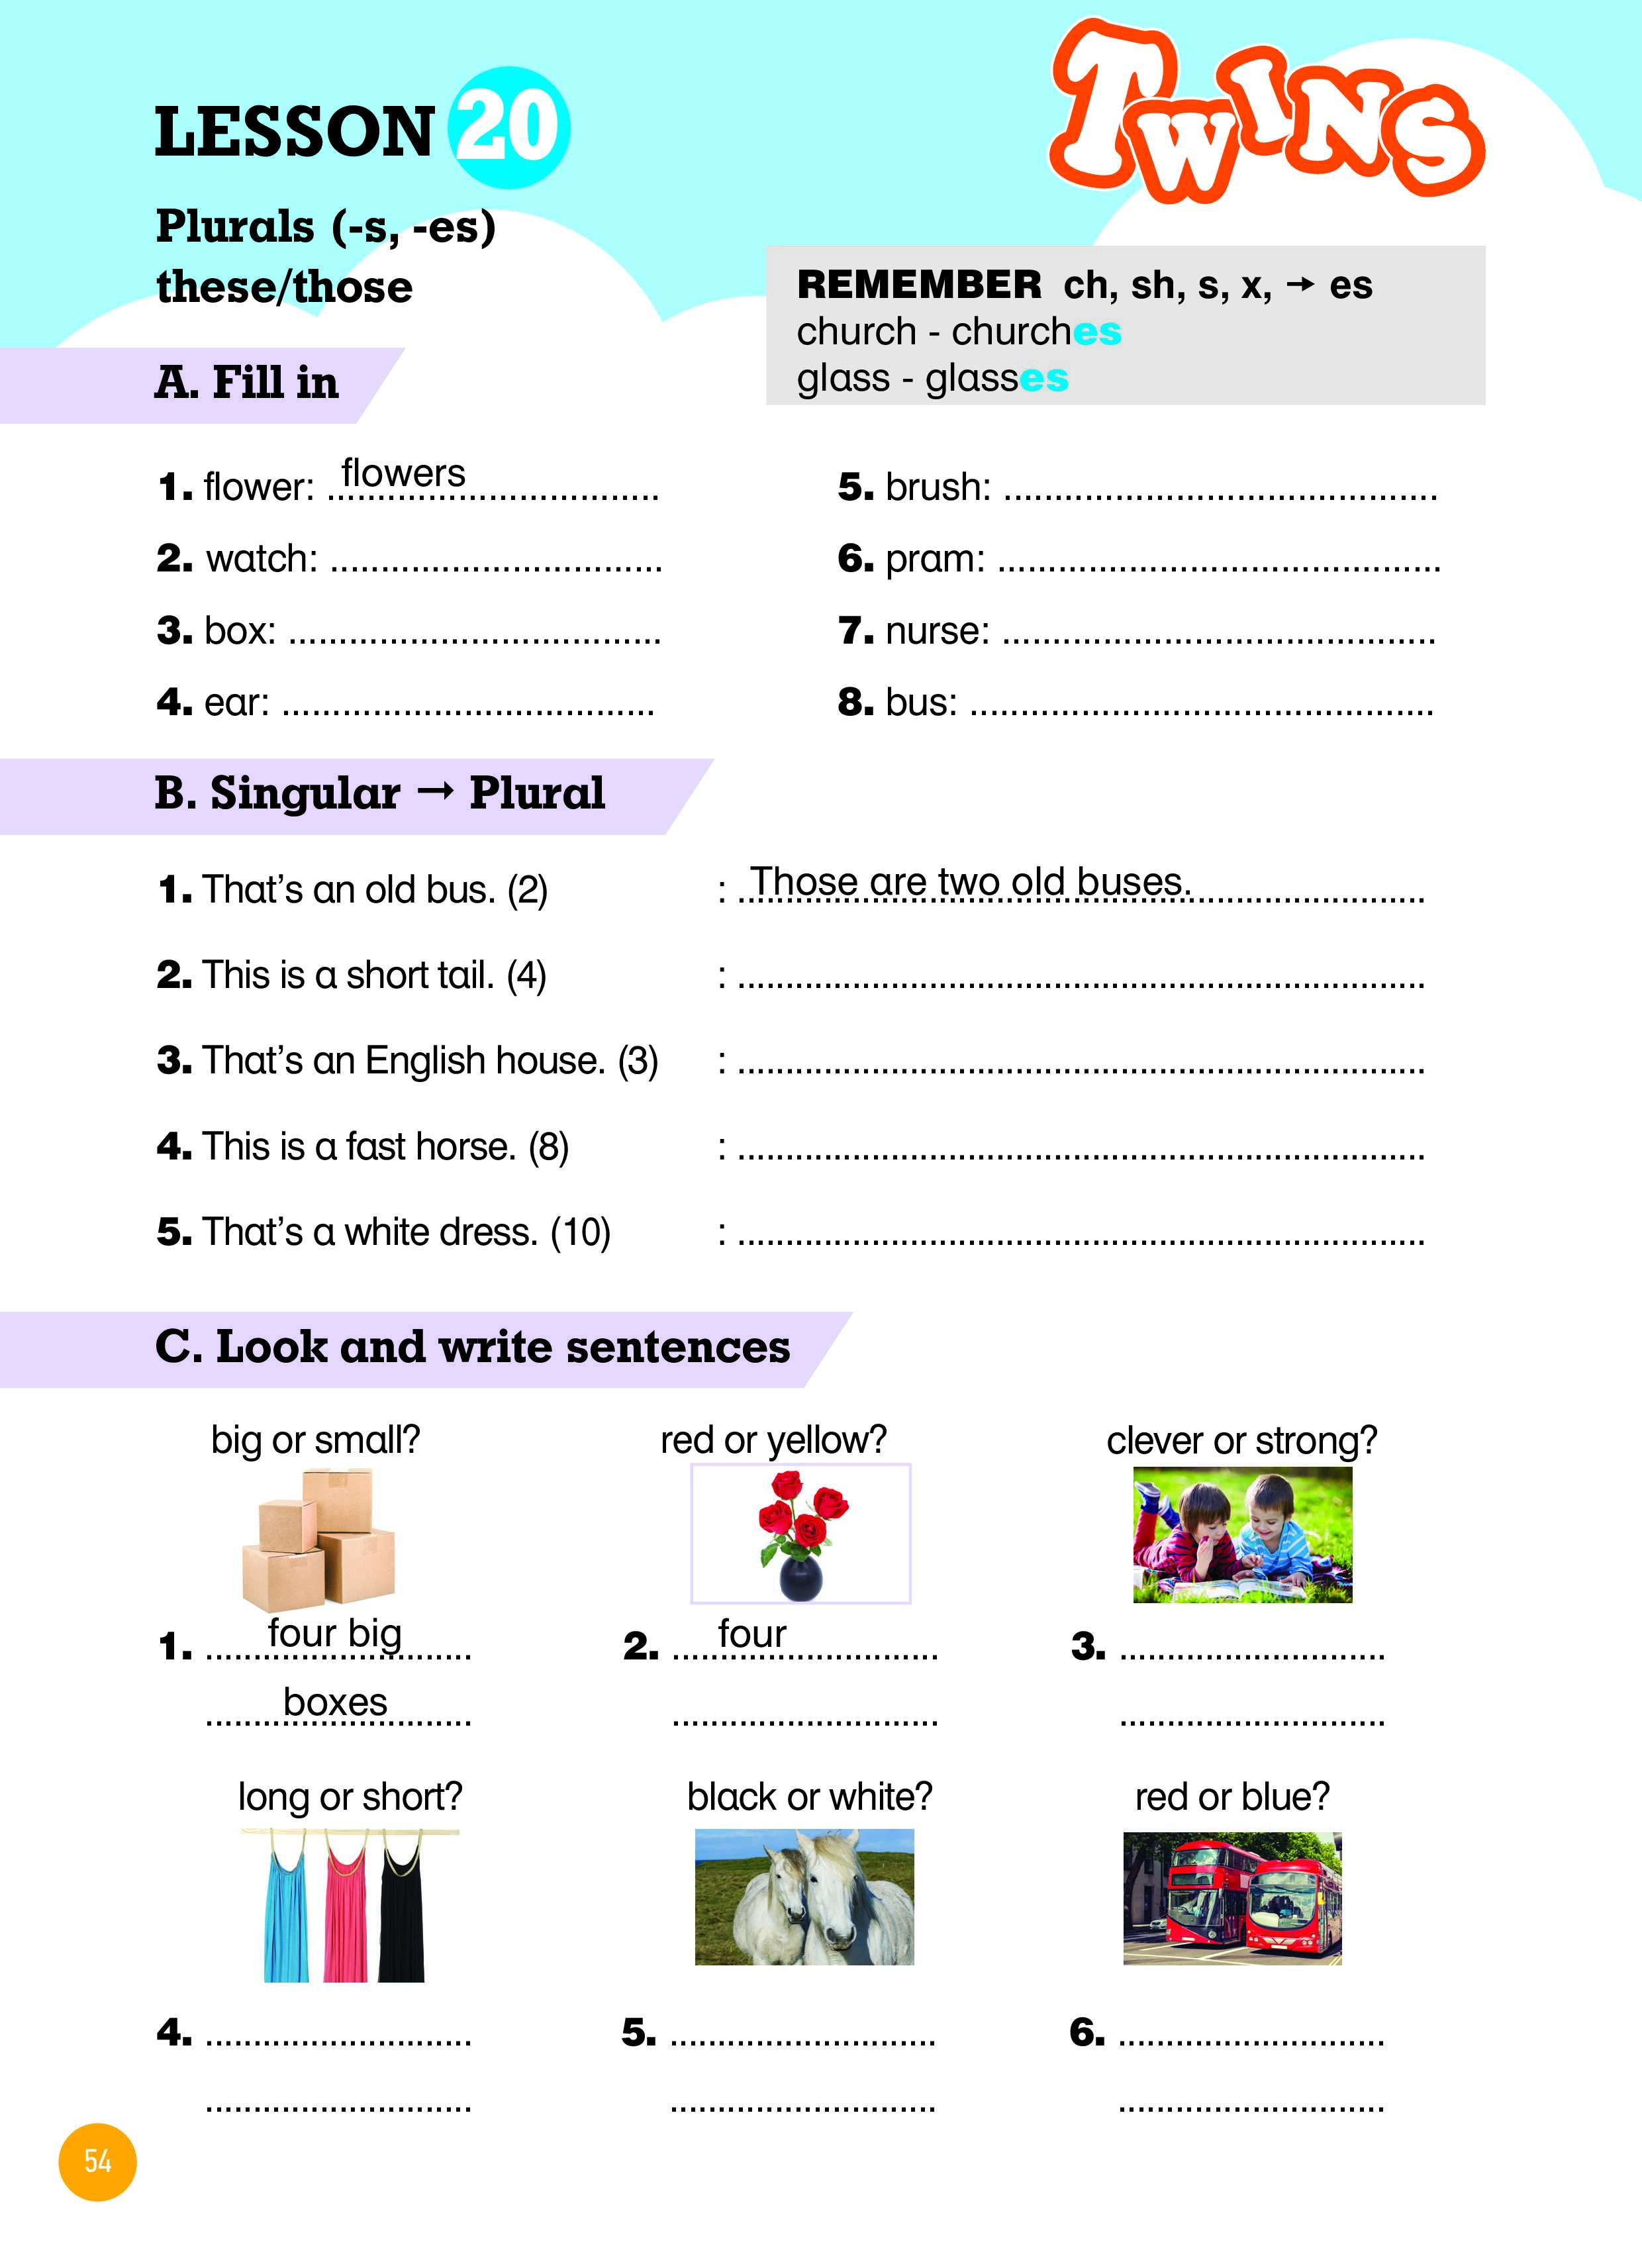 TWINS
LESSON 20
Plurals (-s, -es)
these/those
REMEMBER ch, sh, s, x, → es
church - churches
glass - glasses
A. Fill in
1. flower: flowers
2. watch: ................................
3. box: ....................................
4. ear: ....................................
5. brush: ..........................................
6. pram: ...........................................
7. nurse: ..........................................
8. bus: .............................................
B. Singular → Plural
1. That's an old bus. (2) : Those are two old buses.
2. This is a short tail. (4) : ........................................
3. That's an English house. (3) : ........................................
4. This is a fast horse. (8) : ........................................
5. That's a white dress. (10) : ........................................
C. Look and write sentences
big or small? red or yellow? clever or strong?
1. four big 2. four 3. ............................
boxes
long or short? black or white? red or blue?
4. ............................ 5. ............................ 6. ............................
54